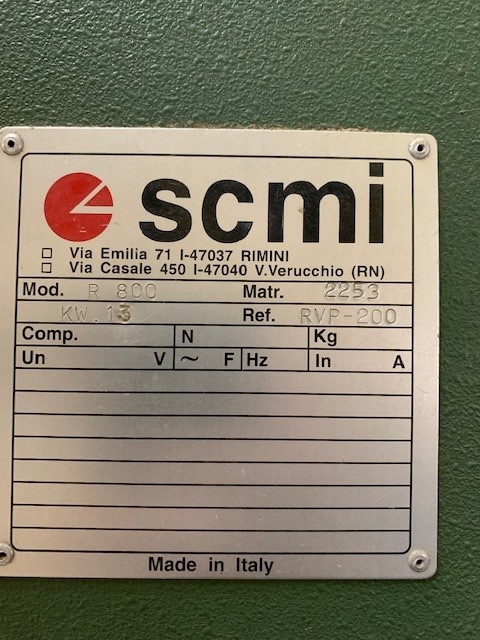 scmi
Via Emilia 71 I-47037 RIMINI
Via Casale 450 I-47040 V.Verucchio (RN)
Mod. R 800 Matr. 2253
KW.13 Ref. RVP-200
Comp. N Kg
Un V ~ F Hz In A
Made in Italy